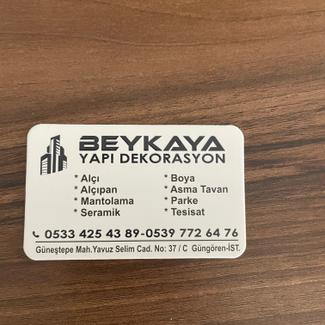 BEYKAYA
YAPI DEKORASYON
* Alçı
* Alçıpan
* Mantolama
* Seramik
* Boya
* Asma Tavan
* Parke
* Tesisat
0533 425 43 89-0539 772 64 76
Güneştepe Mah.Yavuz Selim Cad. No: 37 / C Güngören-İST.